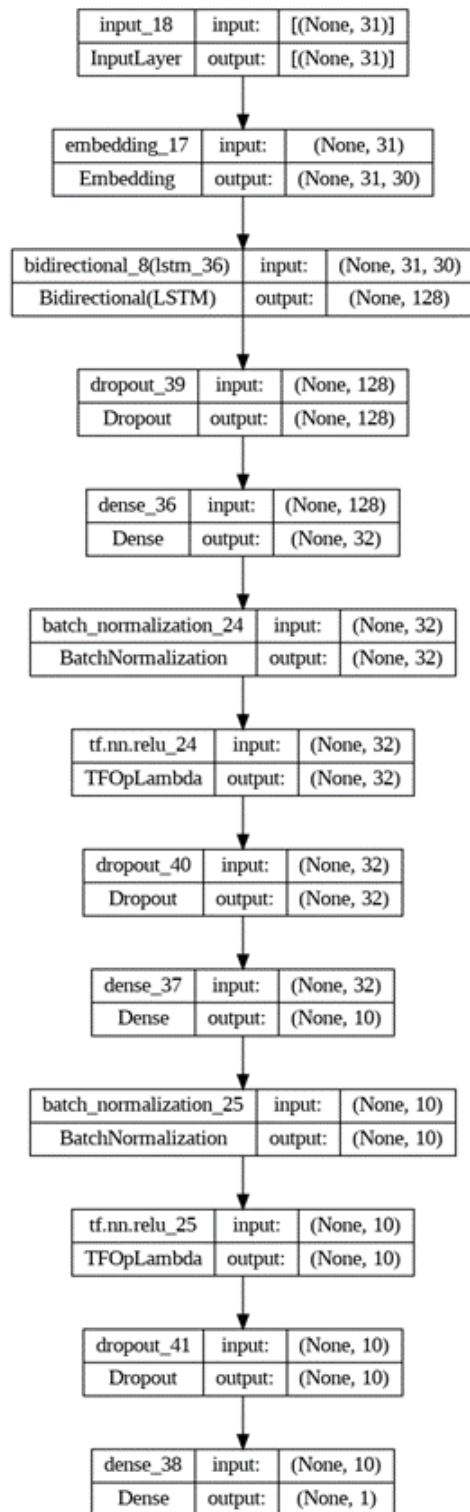 input_18 input: [(None, 31)]
InputLayer output: [(None, 31)]
embedding_17 input: (None, 31)
Embedding output: (None, 31, 30)
bidirectional_8(lstm_36) input: (None, 31, 30)
Bidirectional(LSTM) output: (None, 128)
dropout_39 input: (None, 128)
Dropout output: (None, 128)
dense_36 input: (None, 128)
Dense output: (None, 32)
batch_normalization_24 input: (None, 32)
BatchNormalization output: (None, 32)
tf.nn.relu_24 input: (None, 32)
TFOpLambda output: (None, 32)
dropout_40 input: (None, 32)
Dropout output: (None, 32)
dense_37 input: (None, 32)
Dense output: (None, 10)
batch_normalization_25 input: (None, 10)
BatchNormalization output: (None, 10)
tf.nn.relu_25 input: (None, 10)
TFOpLambda output: (None, 10)
dropout_41 input: (None, 10)
Dropout output: (None, 10)
dense_38 input: (None, 10)
Dense output: (None, 1)